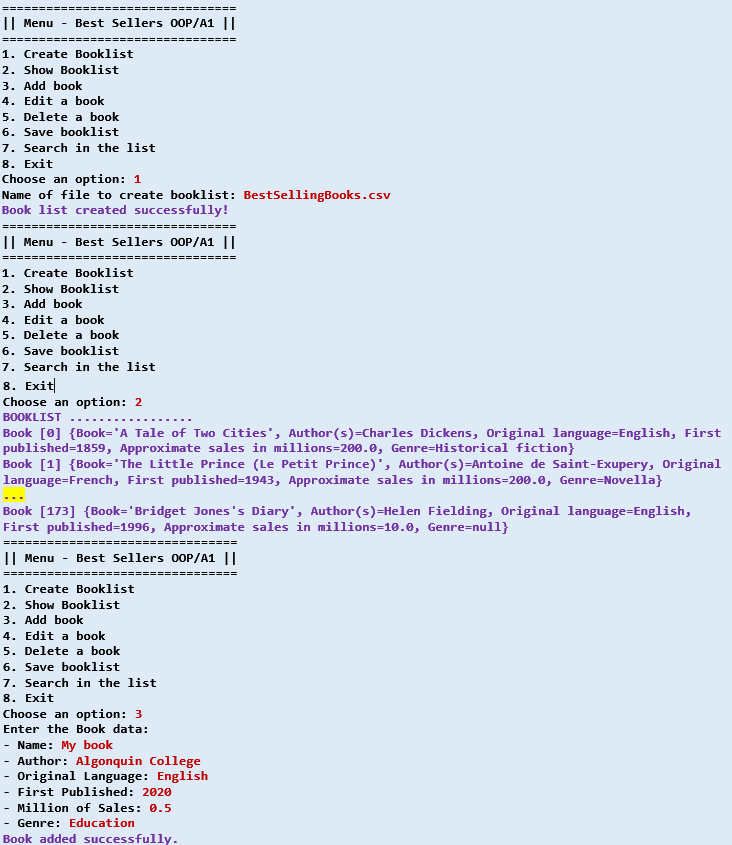 ================================
|| Menu - Best Sellers OOP/A1 ||
================================
1. Create Booklist
2. Show Booklist
3. Add book
4. Edit a book
5. Delete a book
6. Save booklist
7. Search in the list
8. Exit
Choose an option: 1
Name of file to create booklist: BestSellingBooks.csv
Book list created successfully!
================================
|| Menu - Best Sellers OOP/A1 ||
================================
1. Create Booklist
2. Show Booklist
3. Add book
4. Edit a book
5. Delete a book
6. Save booklist
7. Search in the list
8. Exit
Choose an option: 2
BOOKLIST .................
Book [0] {Book='A Tale of Two Cities', Author(s)=Charles Dickens, Original language=English, First
published=1859, Approximate sales in millions=200.0, Genre=Historical fiction}
Book [1] {Book='The Little Prince (Le Petit Prince)', Author(s)=Antoine de Saint-Exupery, Original
language=French, First published=1943, Approximate sales in millions=200.0, Genre=Novella}
...
Book [173] {Book='Bridget Jones's Diary', Author(s)=Helen Fielding, Original language=English,
First published=1996, Approximate sales in millions=10.0, Genre=null}
================================
|| Menu - Best Sellers OOP/A1 ||
================================
1. Create Booklist
2. Show Booklist
3. Add book
4. Edit a book
5. Delete a book
6. Save booklist
7. Search in the list
8. Exit
Choose an option: 3
Enter the Book data:
- Name: My book
- Author: Algonquin College
- Original Language: English
- First Published: 2020
- Million of Sales: 0.5
- Genre: Education
Book added successfully.